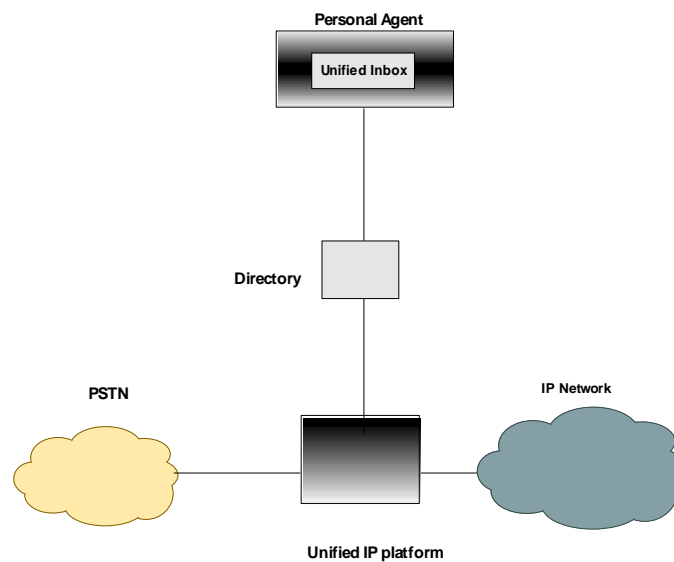 Personal Agent
Unified Inbox
Directory
PSTN
IP Network
Unified IP platform